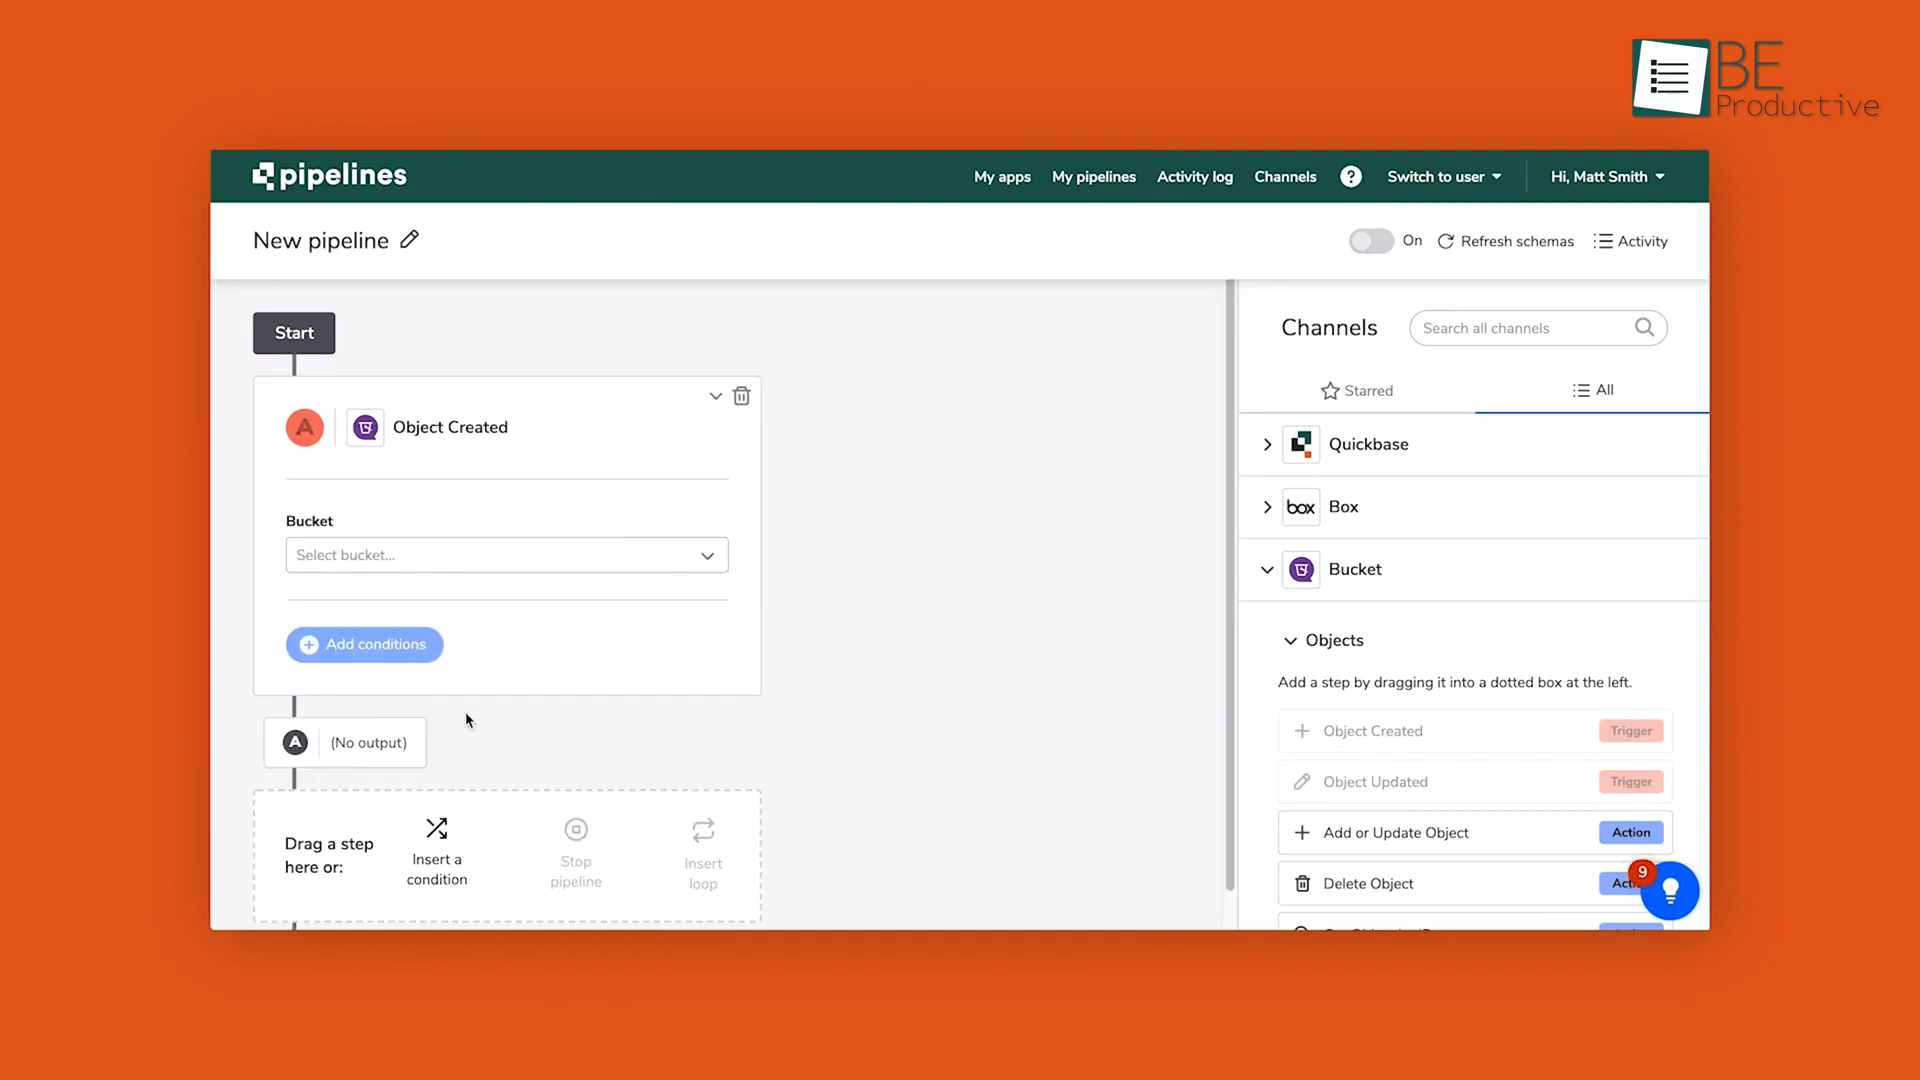 BE
Productive
pipelines
My apps
My pipelines
Activity log
Channels
?
Switch to user
Hi, Matt Smith
New pipeline
On
Refresh schemas
Activity
Start
A
Object Created
Bucket
Select bucket...
Add conditions
A
(No output)
Drag a step
here or:
Insert a
condition
Stop
pipeline
Insert
loop
Channels
Search all channels
Starred
All
Quickbase
box
Box
Bucket
Objects
Add a step by dragging it into a dotted box at the left.
Object Created
Trigger
Object Updated
Trigger
Add or Update Object
Action
Delete Object
9